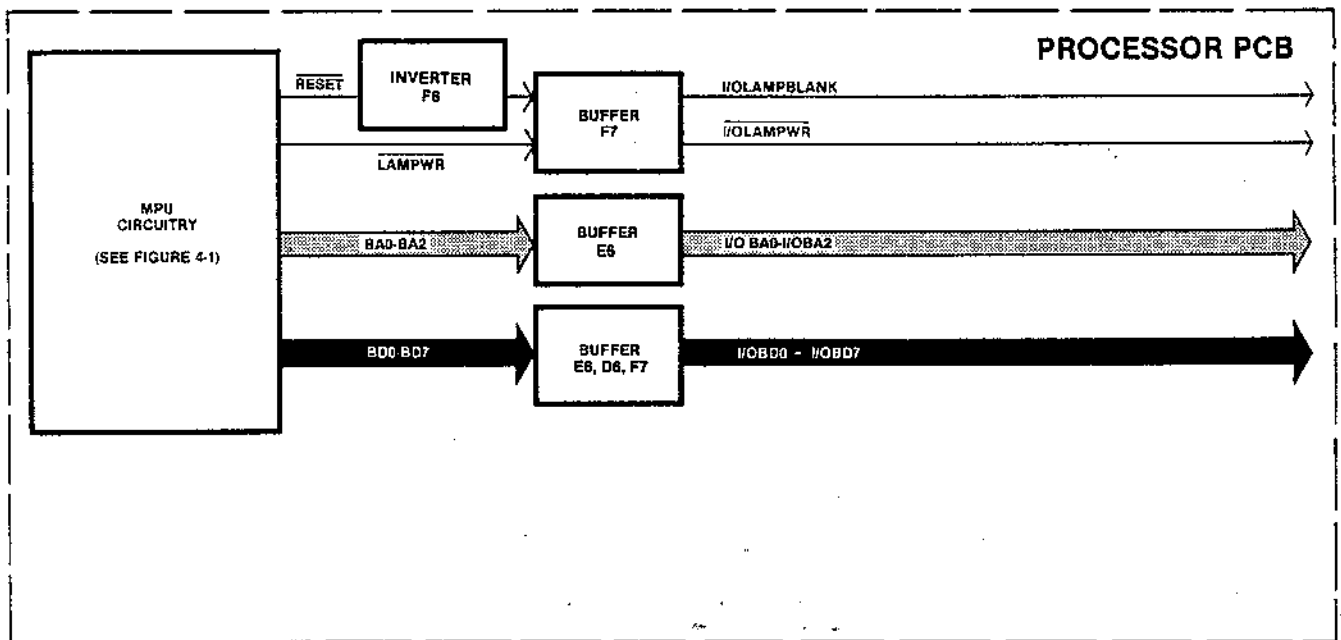 PROCESSOR PCB
RESET
INVERTER
F6
I/OLAMPBLANK
BUFFER
F7
I/OLAMPWR
LAMPWR
MPU
CIRCUITRY
(SEE FIGURE 4-1)
BA0-BA2
BUFFER
E6
I/O BA0-I/OBA2
BD0-BD7
BUFFER
E6, D6, F7
I/OBD0 - I/OBD7